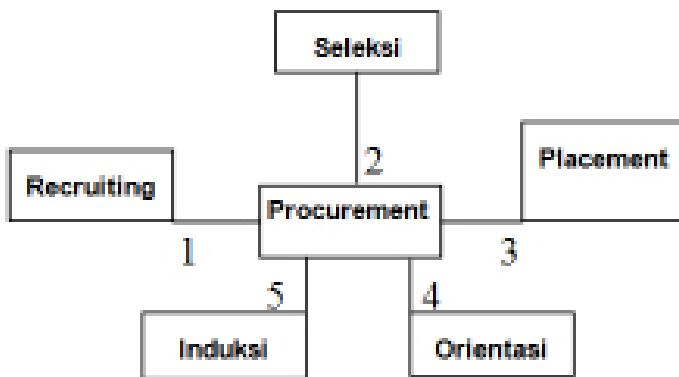 Seleksi
2
Placement
Recruiting
Procurement
1
3
5
4
Induksi
Orientasi